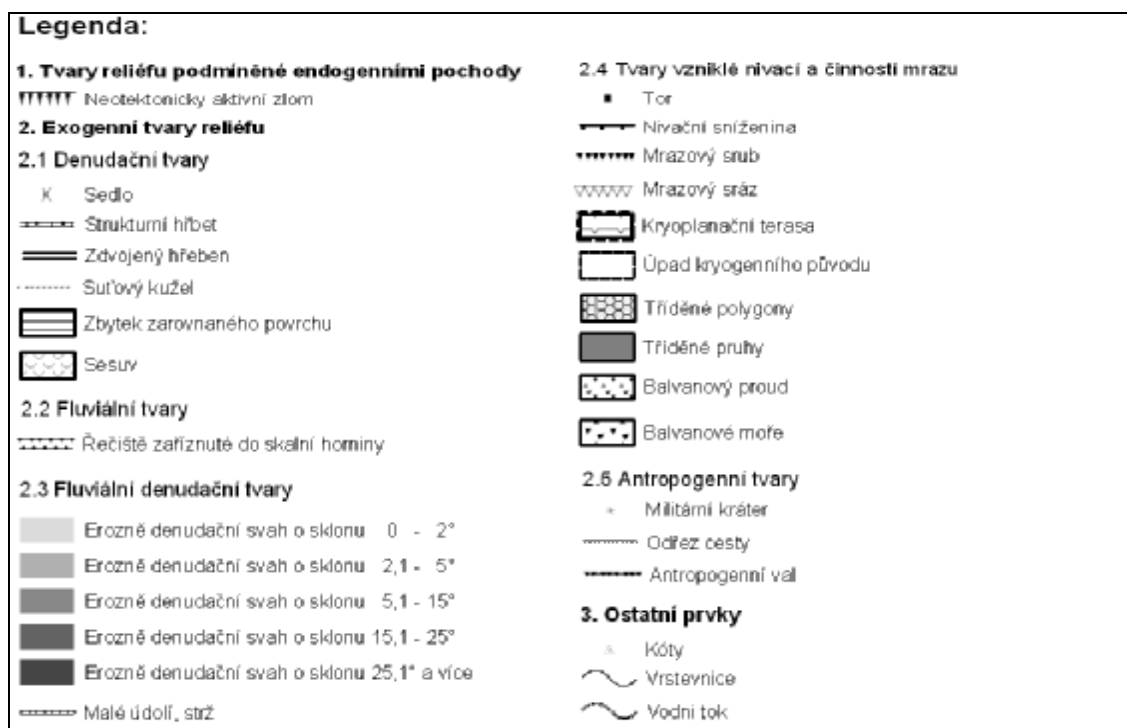 Legenda:
1. Tvary reliéfu podmíněné endogenními pochody
Neotektonicky aktivní zlom
2. Exogenní tvary reliéfu
2.1 Denudační tvary
Sedlo
Strukturní hřbet
Zdvojený hřeben
Suťový kužel
Zbytek zarovnaného povrchu
Sesuv
2.2 Fluviální tvary
Řečiště zaříznuté do skalní horniny
2.3 Fluviální denudační tvary
Erozně denudační svah o sklonu 0 - 2°
Erozně denudační svah o sklonu 2,1 - 5°
Erozně denudační svah o sklonu 5,1 - 15°
Erozně denudační svah o sklonu 15,1 - 25°
Erozně denudační svah o sklonu 25,1° a více
Malé údolí, strž
2.4 Tvary vzniklé nivací a činností mrazu
Tor
Nivační sníženina
Mrazový srub
Mrazový sráz
Kryoplanační terasa
Úpad kryogenního původu
Tříděné polygony
Tříděné pruhy
Balvanový proud
Balvanové moře
2.5 Antropogenní tvary
Militární kráter
Odřez cesty
Antropogenní val
3. Ostatní prvky
Kóty
Vrstevnice
Vodní tok